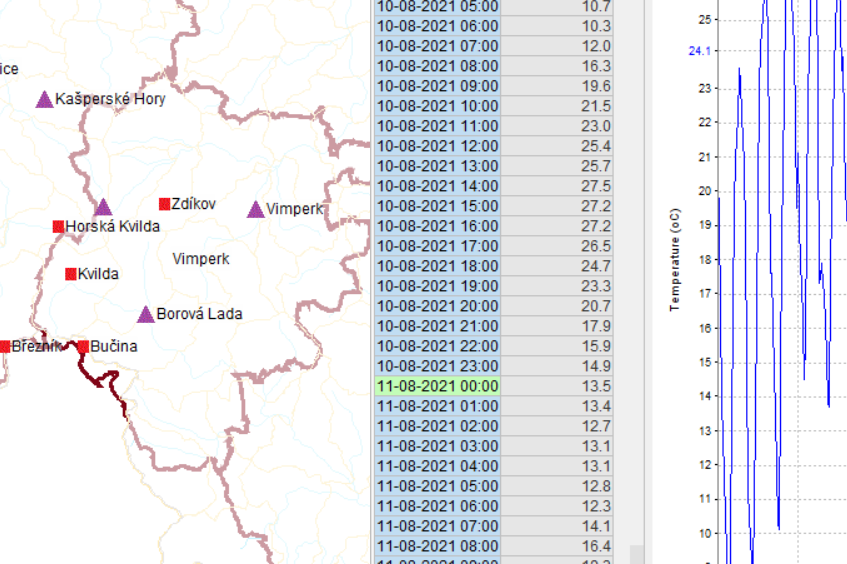 ice
Kašperské Hory
Zdíkov
Vimperk
Horská Kvilda
Vimperk
Kvilda
Borová Lada
Březník
Bučina
10-08-2021 05:00 10.7
10-08-2021 06:00 10.3
10-08-2021 07:00 12.0
10-08-2021 08:00 16.3
10-08-2021 09:00 19.6
10-08-2021 10:00 21.5
10-08-2021 11:00 23.0
10-08-2021 12:00 25.4
10-08-2021 13:00 25.7
10-08-2021 14:00 27.5
10-08-2021 15:00 27.2
10-08-2021 16:00 27.2
10-08-2021 17:00 26.5
10-08-2021 18:00 24.7
10-08-2021 19:00 23.3
10-08-2021 20:00 20.7
10-08-2021 21:00 17.9
10-08-2021 22:00 15.9
10-08-2021 23:00 14.9
11-08-2021 00:00 13.5
11-08-2021 01:00 13.4
11-08-2021 02:00 12.7
11-08-2021 03:00 13.1
11-08-2021 04:00 13.1
11-08-2021 05:00 12.8
11-08-2021 06:00 12.3
11-08-2021 07:00 14.1
11-08-2021 08:00 16.4
Temperature (oC)
25
24.1
23
22
21
20
19
18
17
16
15
14
13
12
11
10